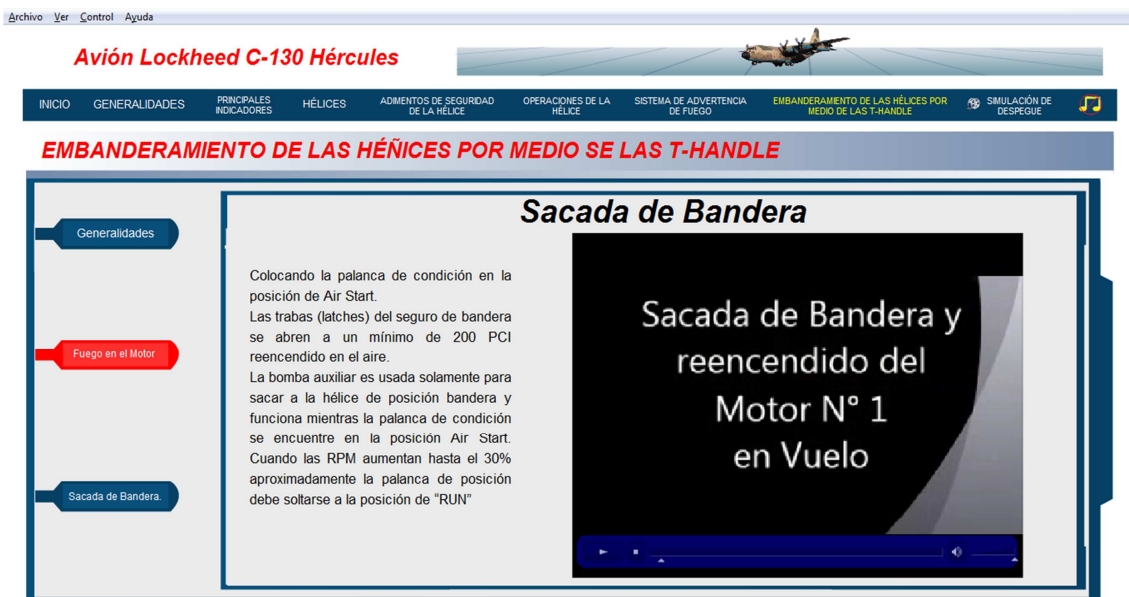 Archivo Ver Control Ayuda
Avión Lockheed C-130 Hércules
INICIO
GENERALIDADES
PRINCIPALES
INDICADORES
HÉLICES
ADIMENTOS DE SEGURIDAD
DE LA HÉLICE
OPERACIONES DE LA
HÉLICE
SISTEMA DE ADVERTENCIA
DE FUEGO
EMBANDERAMIENTO DE LAS HÉLICES POR
MEDIO DE LAS T-HANDLE
SIMULACIÓN DE
DESPEGUE
EMBANDERAMIENTO DE LAS HÉÑICES POR MEDIO SE LAS T-HANDLE
Generalidades
Fuego en el Motor
Sacada de Bandera.
Sacada de Bandera
Colocando la palanca de condición en la
posición de Air Start.
Las trabas (latches) del seguro de bandera
se abren a un mínimo de 200 PCI
reencendido en el aire.
La bomba auxiliar es usada solamente para
sacar a la hélice de posición bandera y
funciona mientras la palanca de condición
se encuentre en la posición Air Start.
Cuando las RPM aumentan hasta el 30%
aproximadamente la palanca de posición
debe soltarse a la posición de “RUN”
Sacada de Bandera y
reencendido del
Motor N° 1
en Vuelo